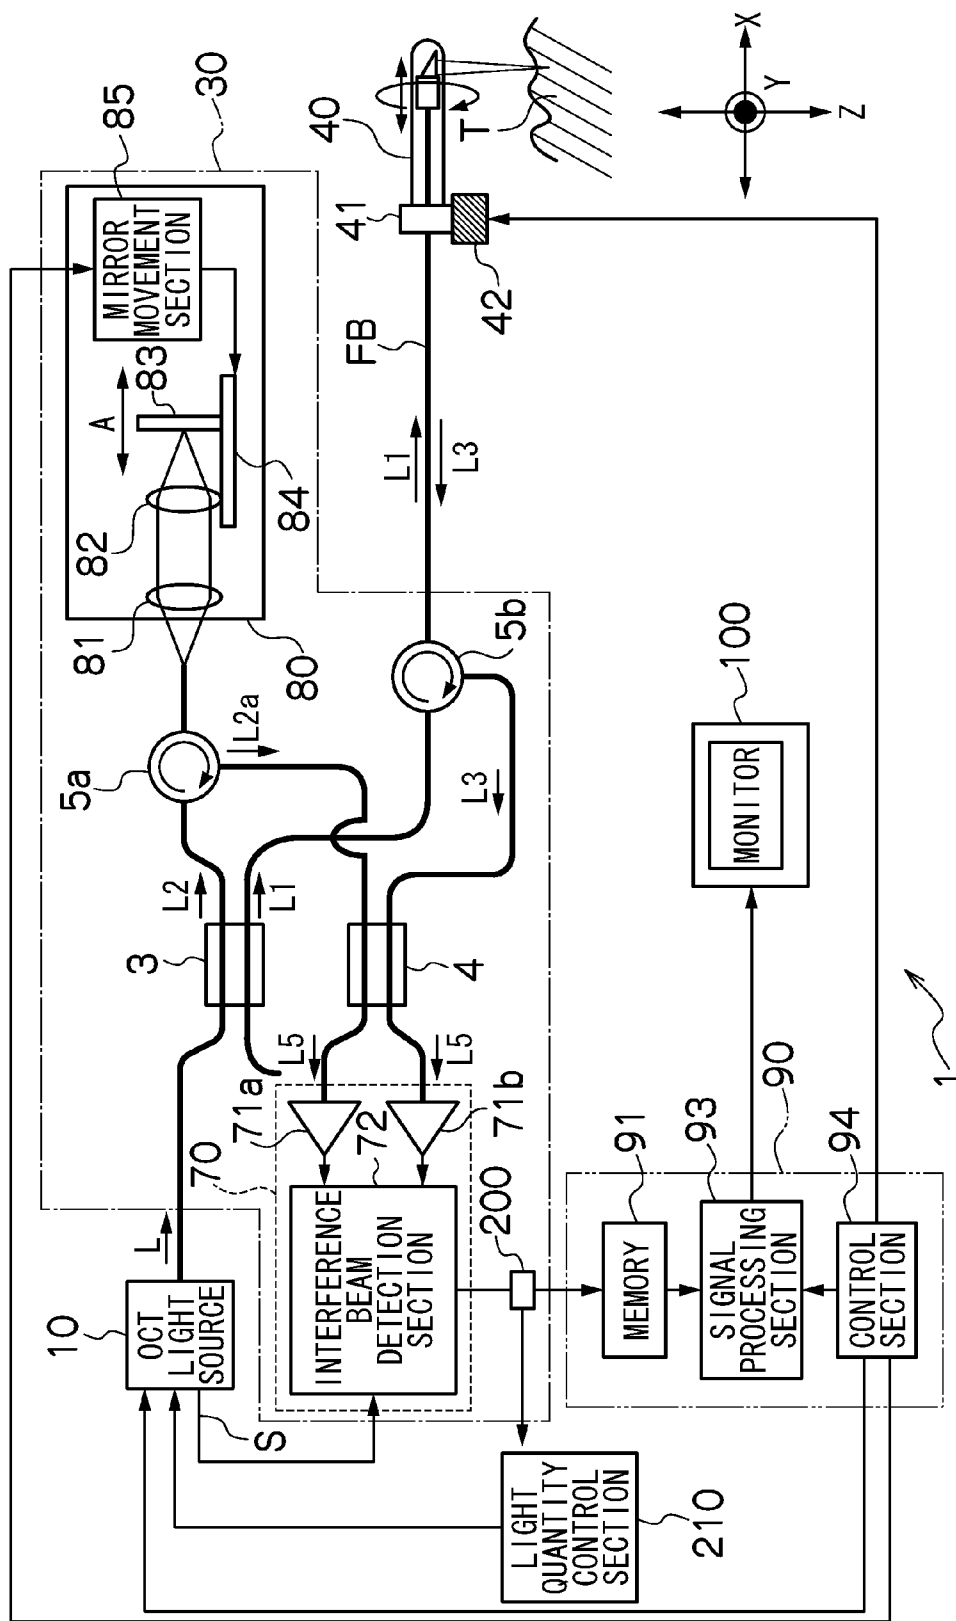 10
OCT
LIGHT
SOURCE
L
S
3
L2
L1
5a
L2a
81
82
80
A
83
84
MIRROR
MOVEMENT
SECTION
85
30
4
L5
L5
71a
71b
70
72
INTERFERENCE
BEAM
DETECTION
SECTION
5b
L3
L1
L3
FB
41
42
40
T
X
Y
Z
200
LIGHT
QUANTITY
CONTROL
SECTION
210
MEMORY
91
SIGNAL
PROCESSING
SECTION
93
CONTROL
SECTION
94
90
MONITOR
100
1